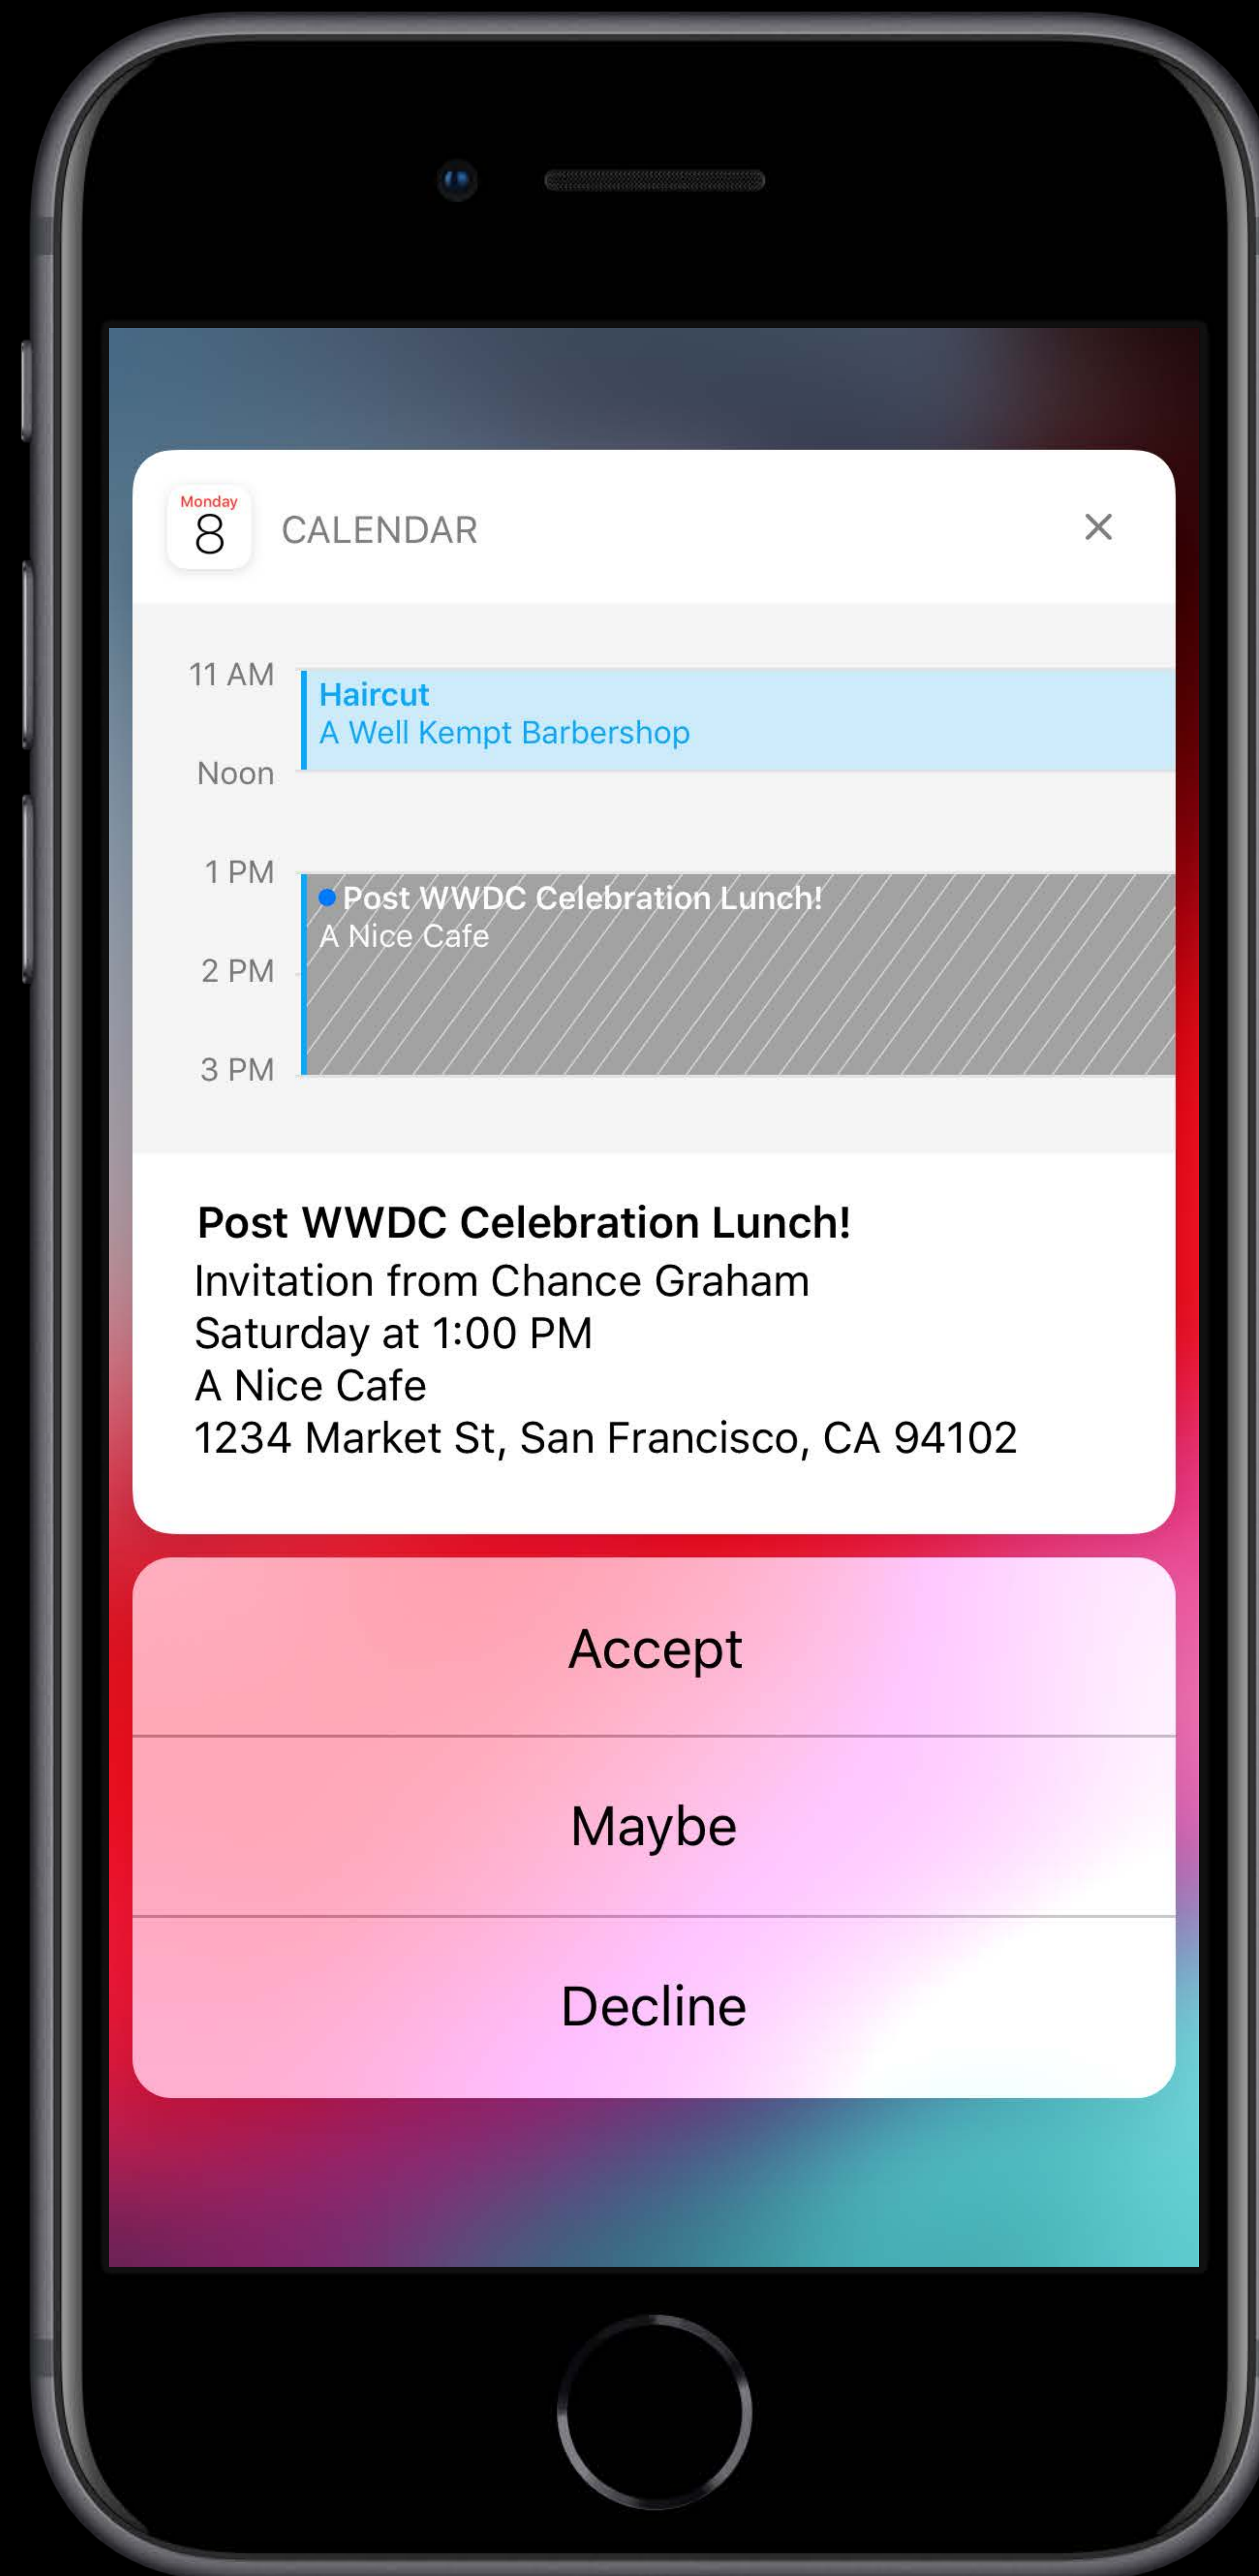 Monday
8
CALENDAR
11 AM
Haircut
A Well Kempt Barbershop
Noon
1 PM
Post WWDC Celebration Lunch!
A Nice Cafe
2 PM
3 PM
Post WWDC Celebration Lunch!
Invitation from Chance Graham
Saturday at 1:00 PM
A Nice Cafe
1234 Market St, San Francisco, CA 94102
Accept
Maybe
Decline